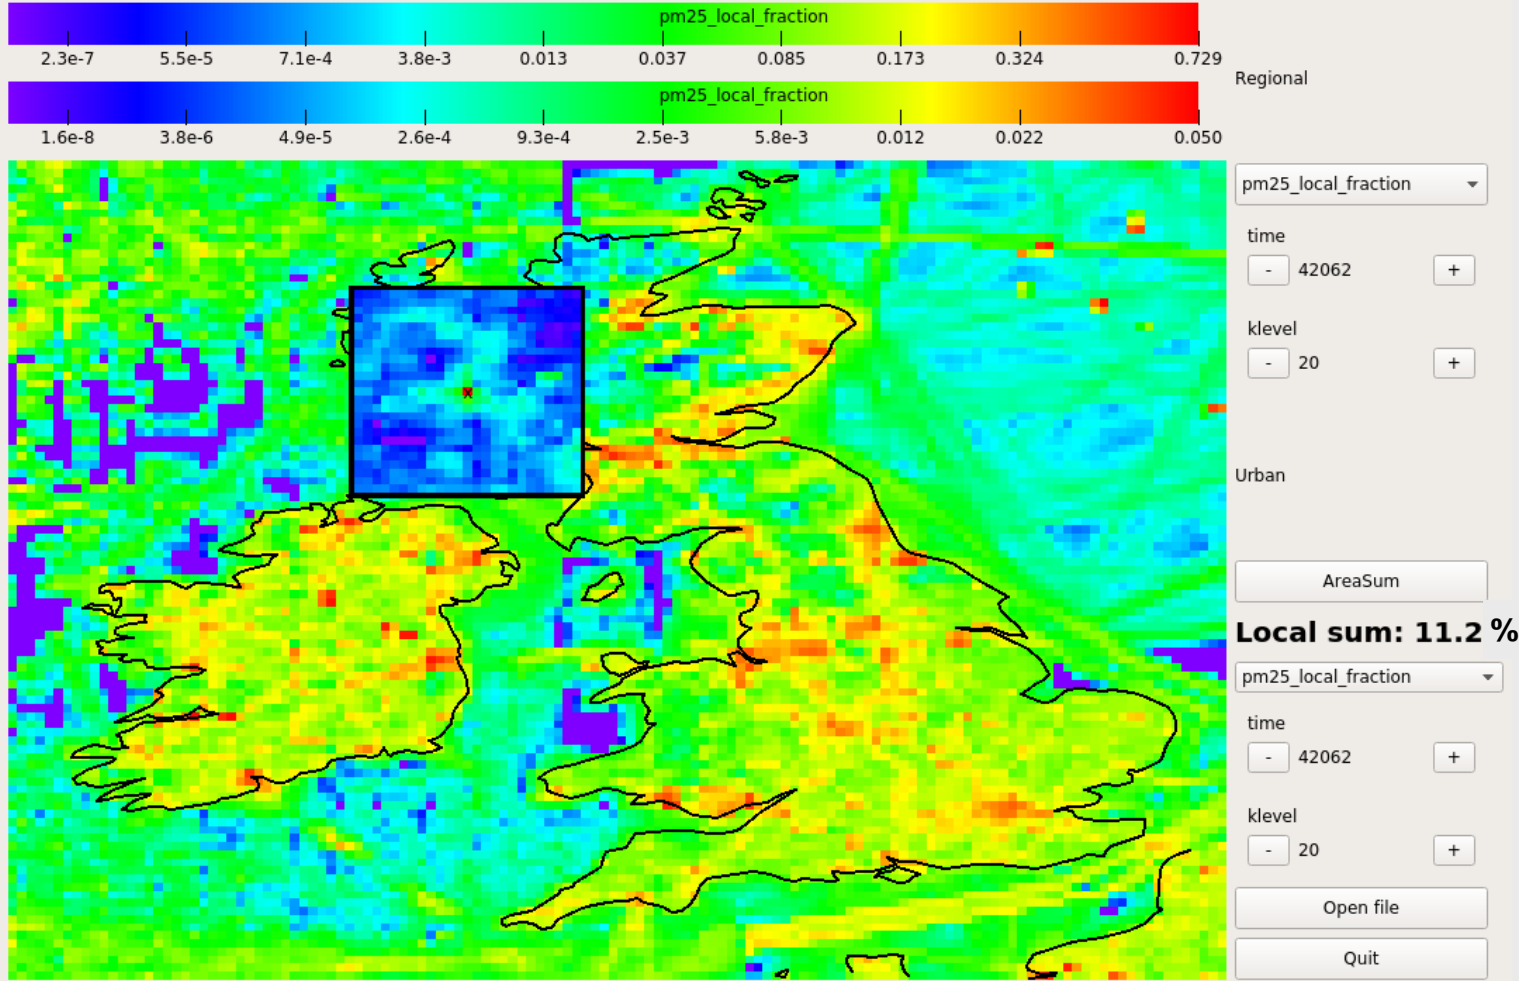 pm25_local_fraction
2.3e-7 5.5e-5 7.1e-4 3.8e-3 0.013 0.037 0.085 0.173 0.324 0.729
Regional
pm25_local_fraction
1.6e-8 3.8e-6 4.9e-5 2.6e-4 9.3e-4 2.5e-3 5.8e-3 0.012 0.022 0.050
pm25_local_fraction
time
- 42062 +
klevel
- 20 +
Urban
AreaSum
Local sum: 11.2 %
pm25_local_fraction
time
- 42062 +
klevel
- 20 +
Open file
Quit